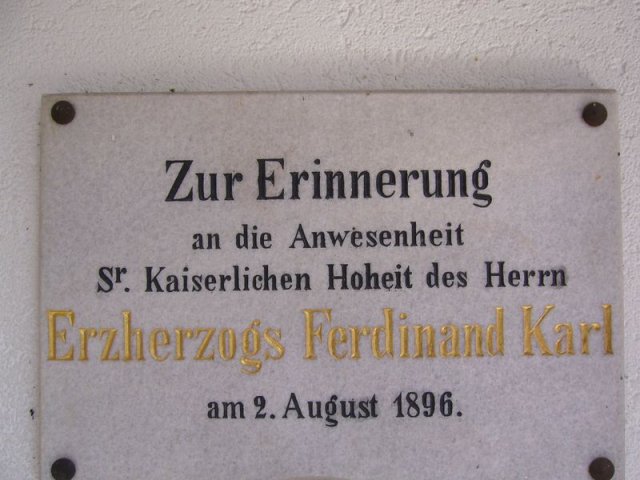 Zur Erinnerung
an die Anwesenheit
Sr. Kaiserlichen Hoheit des Herrn
Erzherzogs Ferdinand Karl
am 2. August 1896.